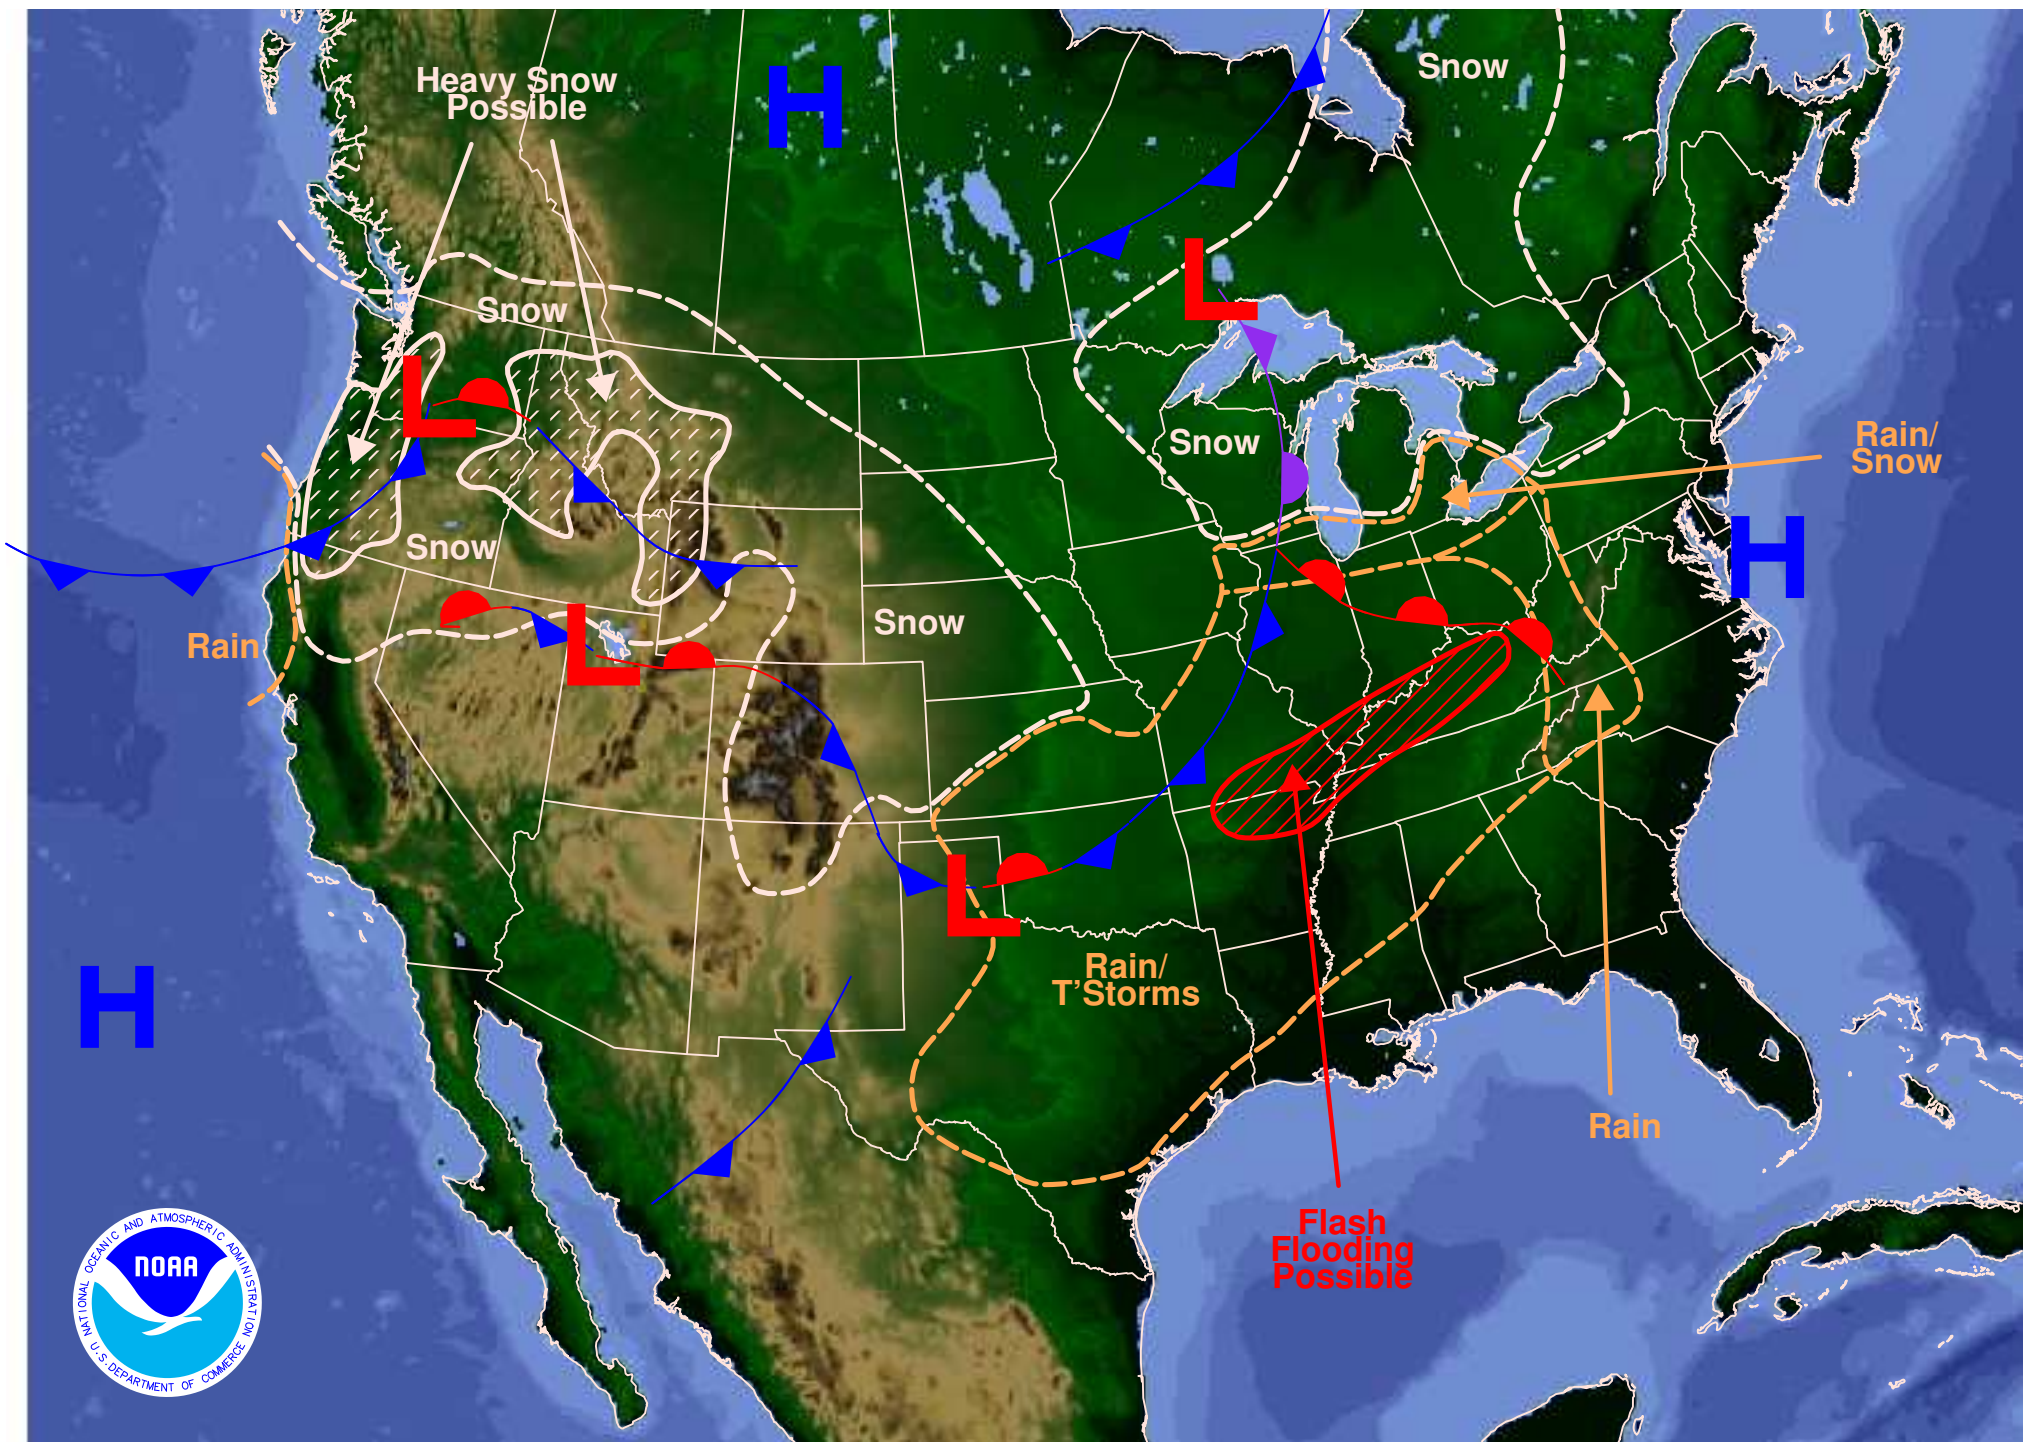 Heavy Snow
Possible
H
Snow
L
Snow
L
Snow
Rain/
Snow
Snow
H
Snow
Rain
L
L
H
Rain/
T'Storms
Rain
Flash
Flooding
Possible
NATIONAL OCEANIC AND ATMOSPHERIC ADMINISTRATION
NOAA
U.S. DEPARTMENT OF COMMERCE